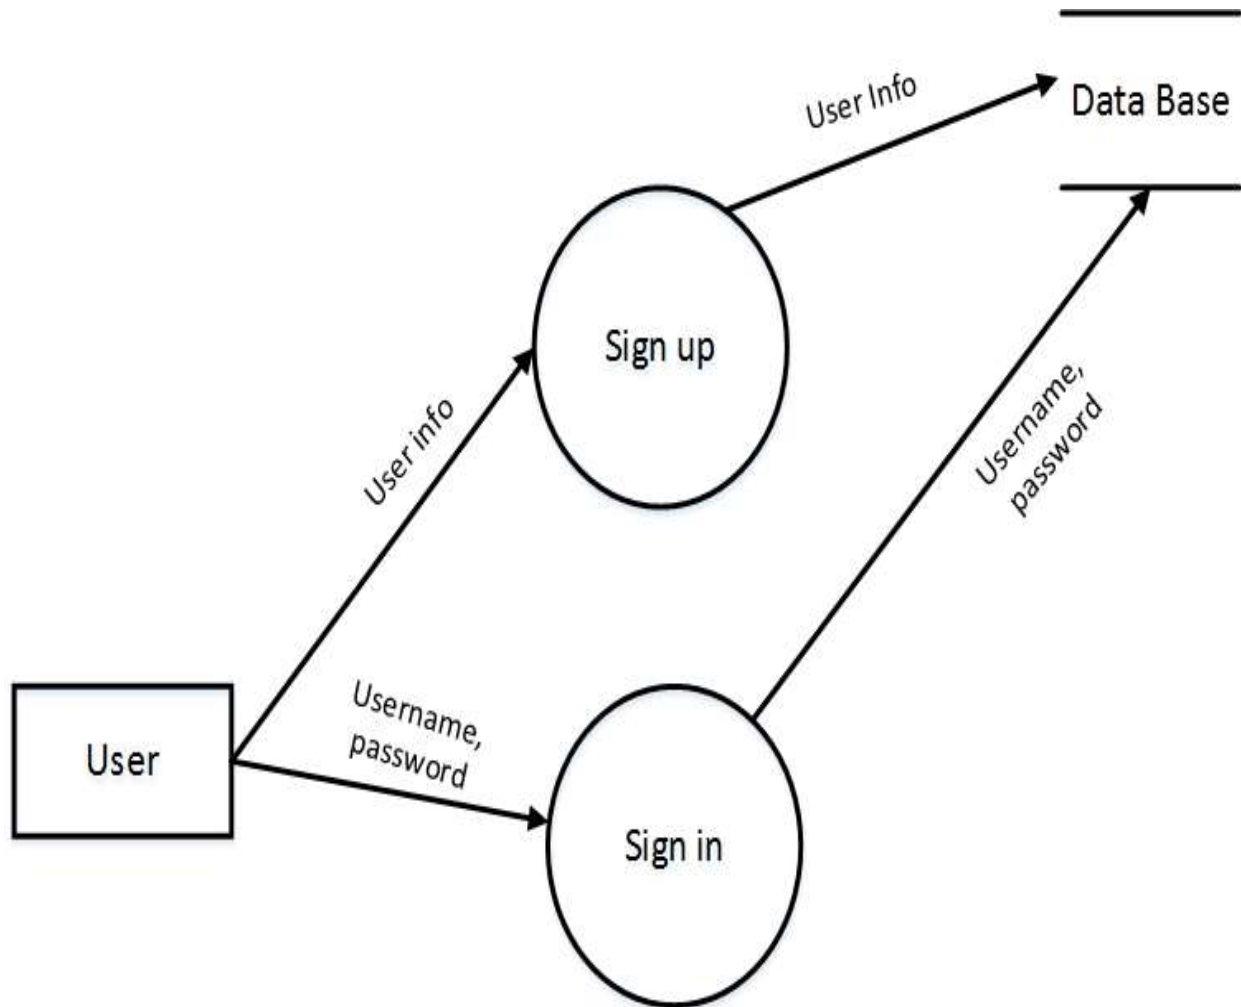 User Info
Data Base
Sign up
User info
Username,
password
Username,
password
User
Sign in